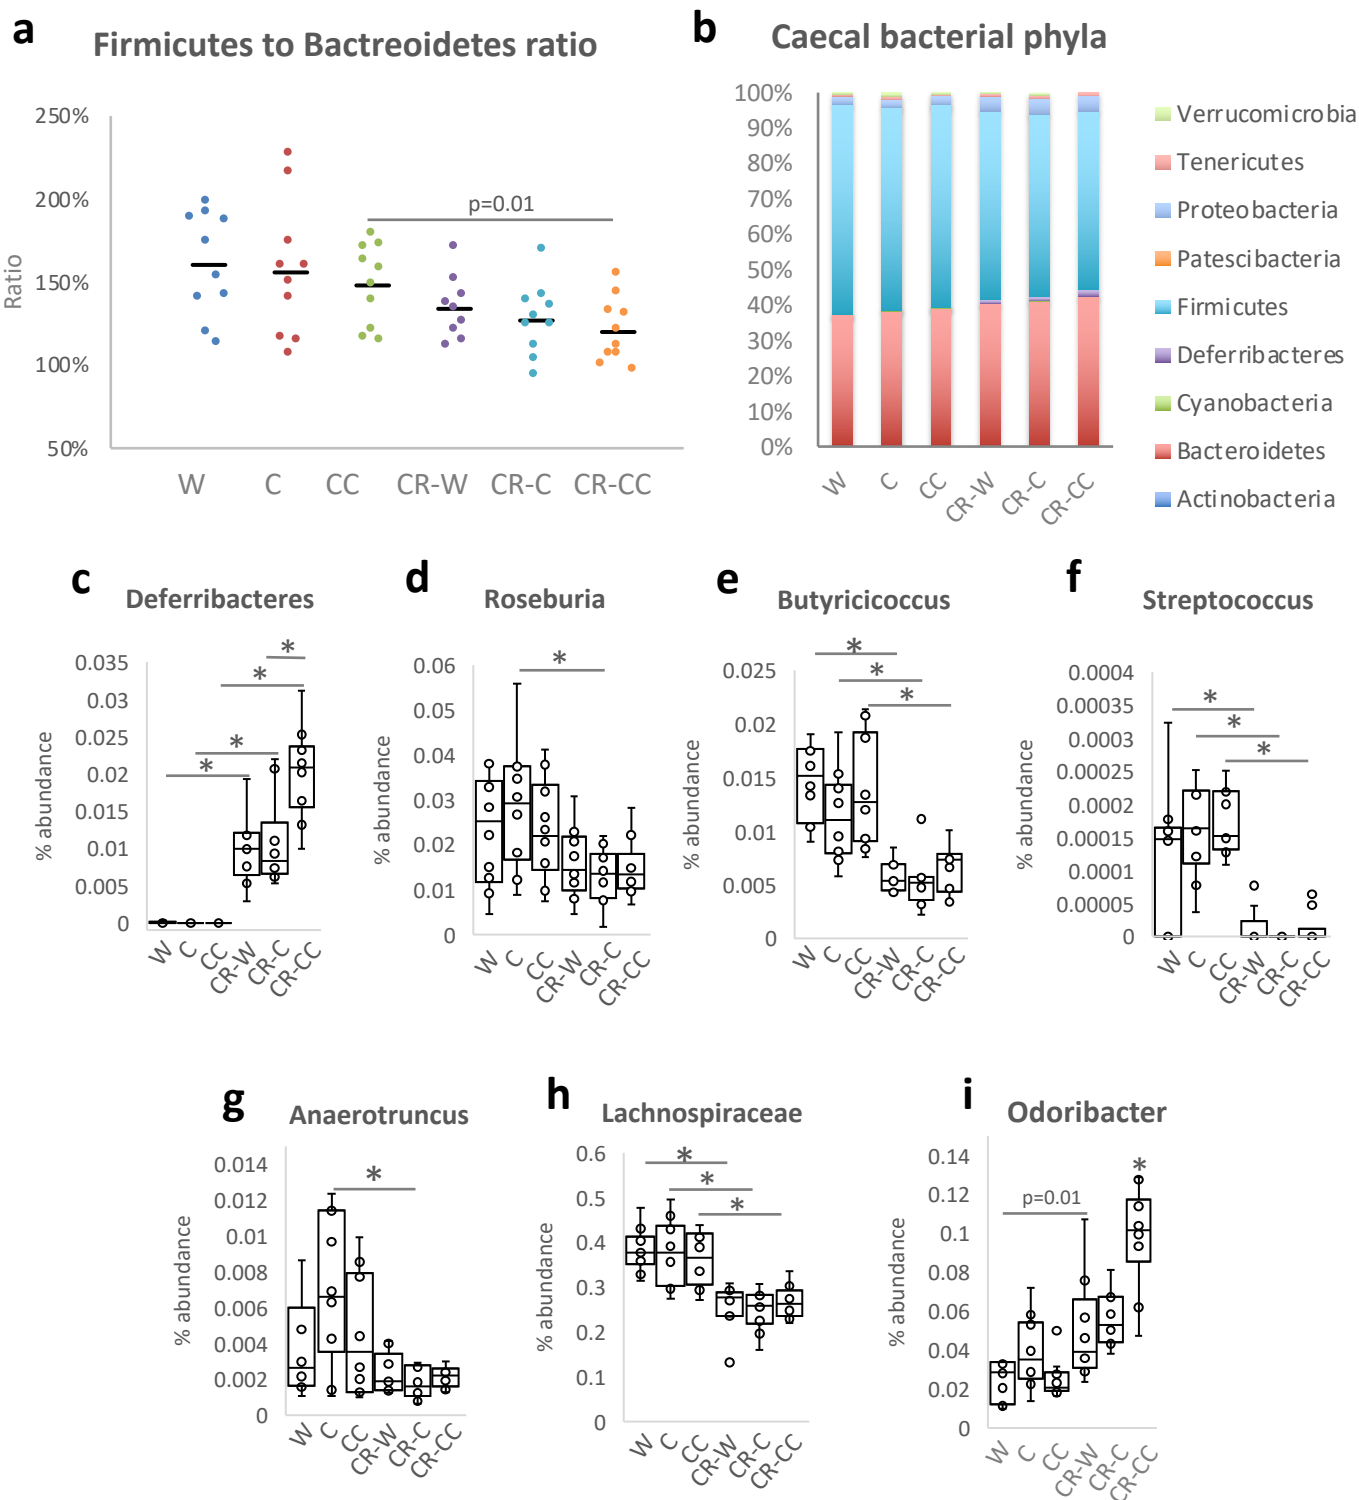 a
Firmicutes to Bactreoidetes ratio
250%
200%
150%
100%
50%
Ratio
p=0.01
W C CC CR-W CR-C CR-CC
b
Caecal bacterial phyla
100%
90%
80%
70%
60%
50%
40%
30%
20%
10%
0%
W C CC CR-W CR-C CR-CC
Verrucomicrobia
Tenericutes
Proteobacteria
Patescibacteria
Firmicutes
Deferribacteres
Cyanobacteria
Bacteroidetes
Actinobacteria
c
Deferribacteres
% abundance
0.035
0.03
0.025
0.02
0.015
0.01
0.005
0
* * * *
W C CC CR-W CR-C CR-CC
d
Roseburia
% abundance
0.06
0.05
0.04
0.03
0.02
0.01
0
*
W C CC CR-W CR-C CR-CC
e
Butyricicoccus
% abundance
0.025
0.02
0.015
0.01
0.005
0
* * *
W C CC CR-W CR-C CR-CC
f
Streptococcus
% abundance
0.0004
0.00035
0.0003
0.00025
0.0002
0.00015
0.0001
0.00005
0
* * *
W C CC CR-W CR-C CR-CC
g
Anaerotruncus
% abundance
0.014
0.012
0.01
0.008
0.006
0.004
0.002
0
*
W C CC CR-W CR-C CR-CC
h
Lachnospiraceae
% abundance
0.6
0.5
0.4
0.3
0.2
0.1
0
* * *
W C CC CR-W CR-C CR-CC
i
Odoribacter
% abundance
0.14
0.12
0.1
0.08
0.06
0.04
0.02
0
p=0.01
*
W C CC CR-W CR-C CR-CC